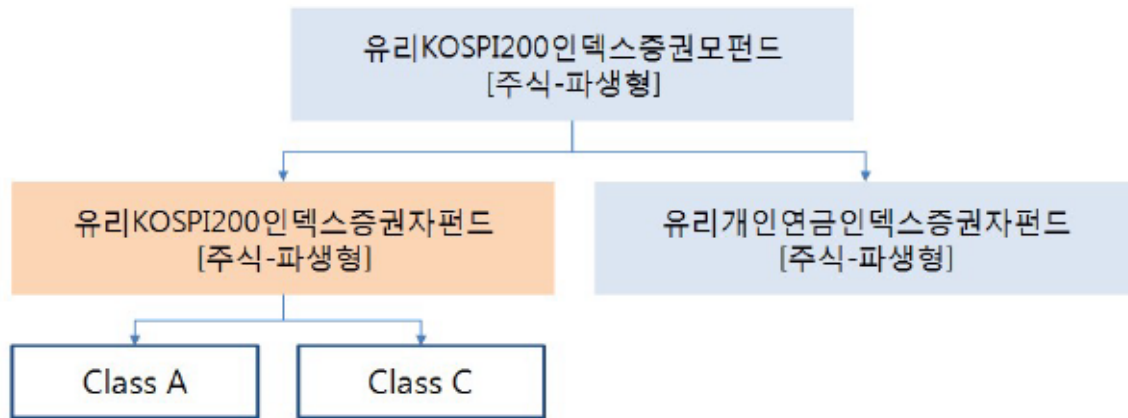 유리KOSPI200인덱스증권모펀드
[주식-파생형]
유리KOSPI200인덱스증권자펀드
[주식-파생형]
유리개인연금인덱스증권자펀드
[주식-파생형]
Class A
Class C